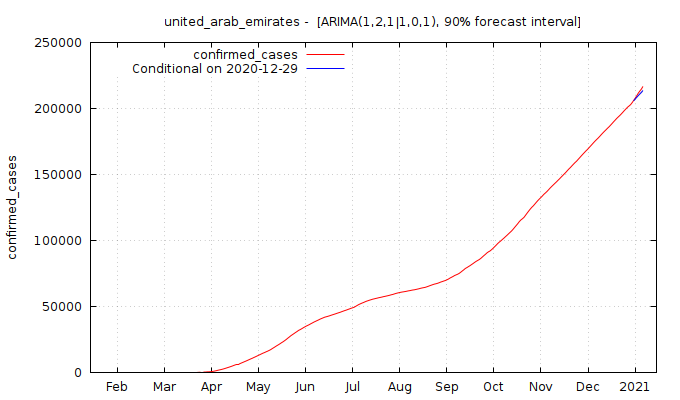 united_arab_emirates - [ARIMA(1,2,1|1,0,1), 90% forecast interval]
250000
200000
150000
100000
50000
0
confirmed_cases
confirmed_cases
Conditional on 2020-12-29
Feb Mar Apr May Jun Jul Aug Sep Oct Nov Dec 2021